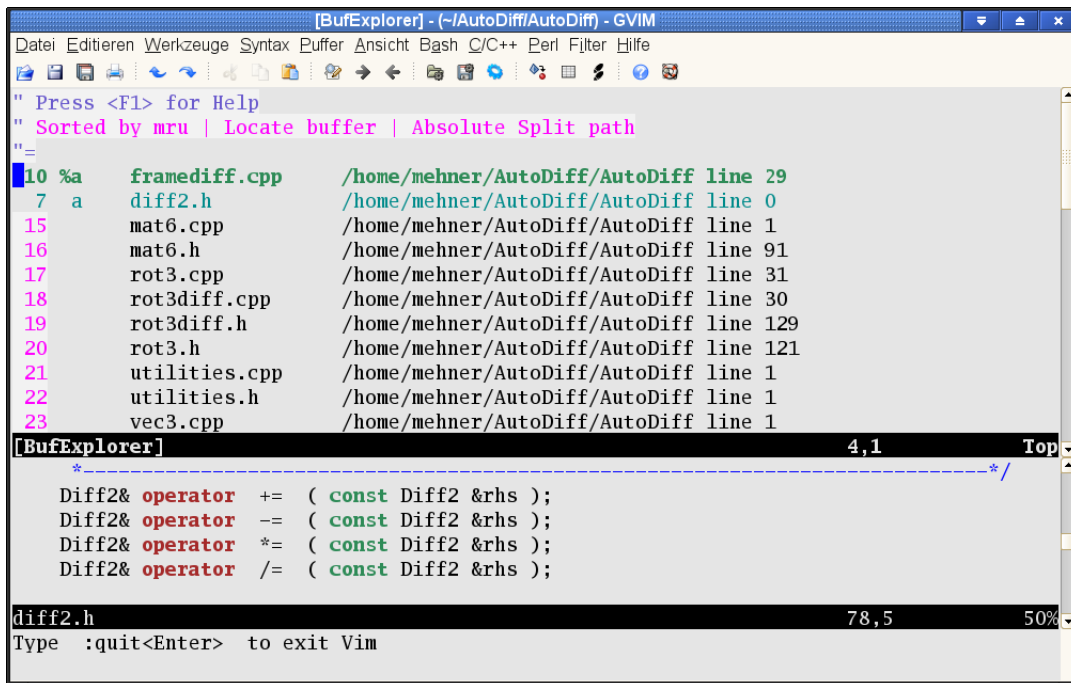 [BufExplorer] - (~/AutoDiff/AutoDiff) - GVIM
Datei Editieren Werkzeuge Syntax Puffer Ansicht Bash C/C++ Perl Filter Hilfe
" Press <F1> for Help
" Sorted by mru | Locate buffer | Absolute Split path
"=
10 %a framediff.cpp /home/mehner/AutoDiff/AutoDiff line 29
7 a diff2.h /home/mehner/AutoDiff/AutoDiff line 0
15 mat6.cpp /home/mehner/AutoDiff/AutoDiff line 1
16 mat6.h /home/mehner/AutoDiff/AutoDiff line 91
17 rot3.cpp /home/mehner/AutoDiff/AutoDiff line 31
18 rot3diff.cpp /home/mehner/AutoDiff/AutoDiff line 30
19 rot3diff.h /home/mehner/AutoDiff/AutoDiff line 129
20 rot3.h /home/mehner/AutoDiff/AutoDiff line 121
21 utilities.cpp /home/mehner/AutoDiff/AutoDiff line 1
22 utilities.h /home/mehner/AutoDiff/AutoDiff line 1
23 vec3.cpp /home/mehner/AutoDiff/AutoDiff line 1
[BufExplorer] 4,1 Top
*-----------------------------------------------------------------------------*/
Diff2& operator += ( const Diff2 &rhs );
Diff2& operator -= ( const Diff2 &rhs );
Diff2& operator *= ( const Diff2 &rhs );
Diff2& operator /= ( const Diff2 &rhs );
diff2.h 78,5 50%
Type :quit<Enter> to exit Vim